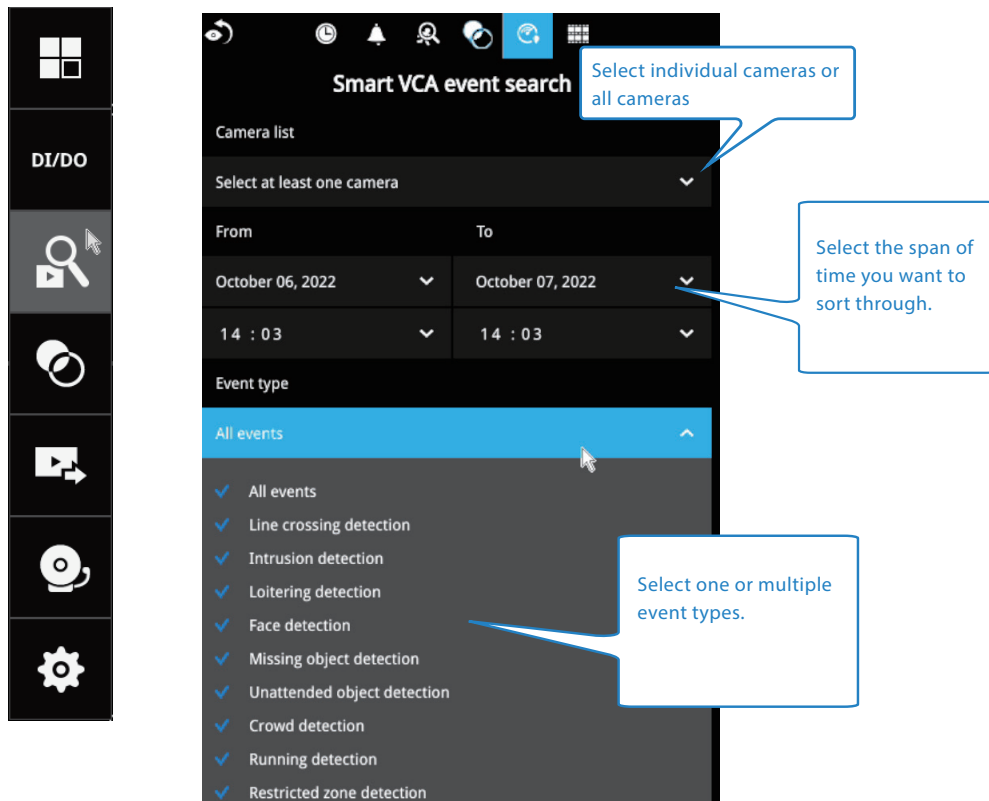 DI/DO
Smart VCA event search
Select individual cameras or
all cameras
Camera list
Select at least one camera
From To
October 06, 2022 October 07, 2022
14 : 03 14 : 03
Select the span of
time you want to
sort through.
Event type
All events
All events
Line crossing detection
Intrusion detection
Loitering detection
Face detection
Missing object detection
Unattended object detection
Crowd detection
Running detection
Restricted zone detection
Select one or multiple
event types.